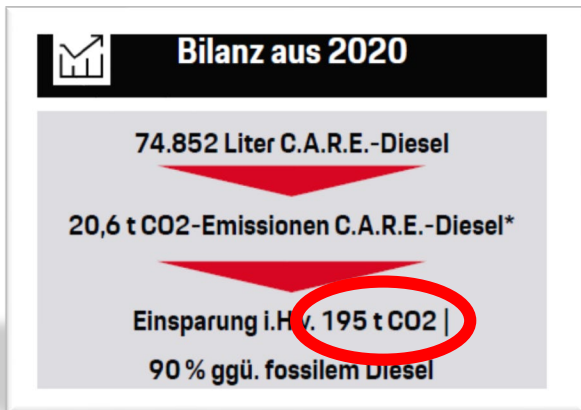 Bilanz aus 2020
74.852 Liter C.A.R.E.-Diesel
20,6 t CO2-Emissionen C.A.R.E.-Diesel*
Einsparung i.H.v. 195 t CO2 |
90 % ggü. fossilem Diesel